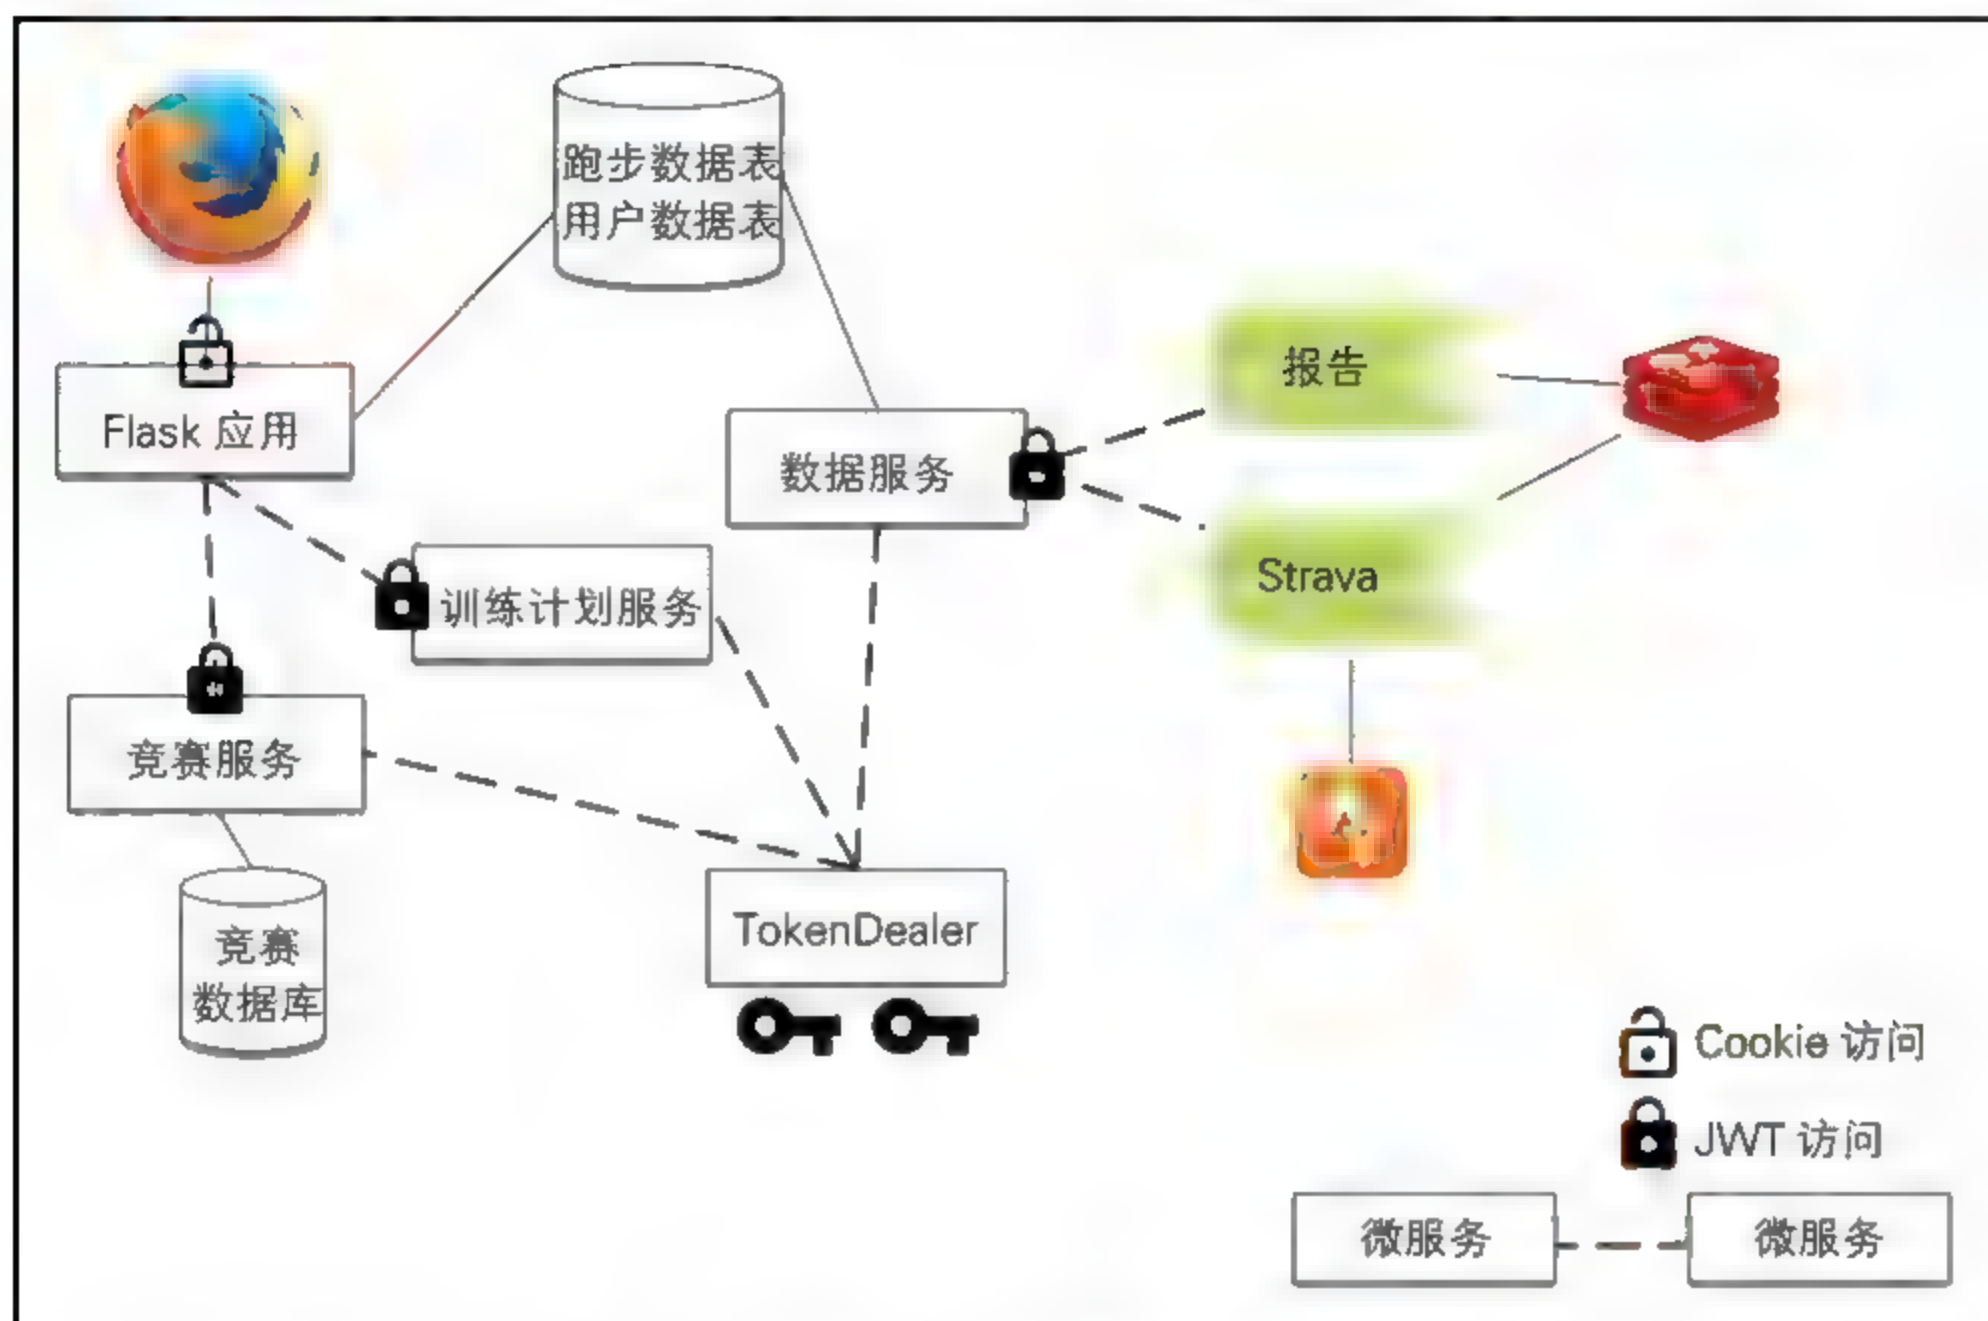 跑步数据表
用户数据表
Flask 应用
报告
数据服务
Strava
训练计划服务
竞赛服务
TokenDealer
竞赛
数据库
Cookie 访问
JWT 访问
微服务
微服务